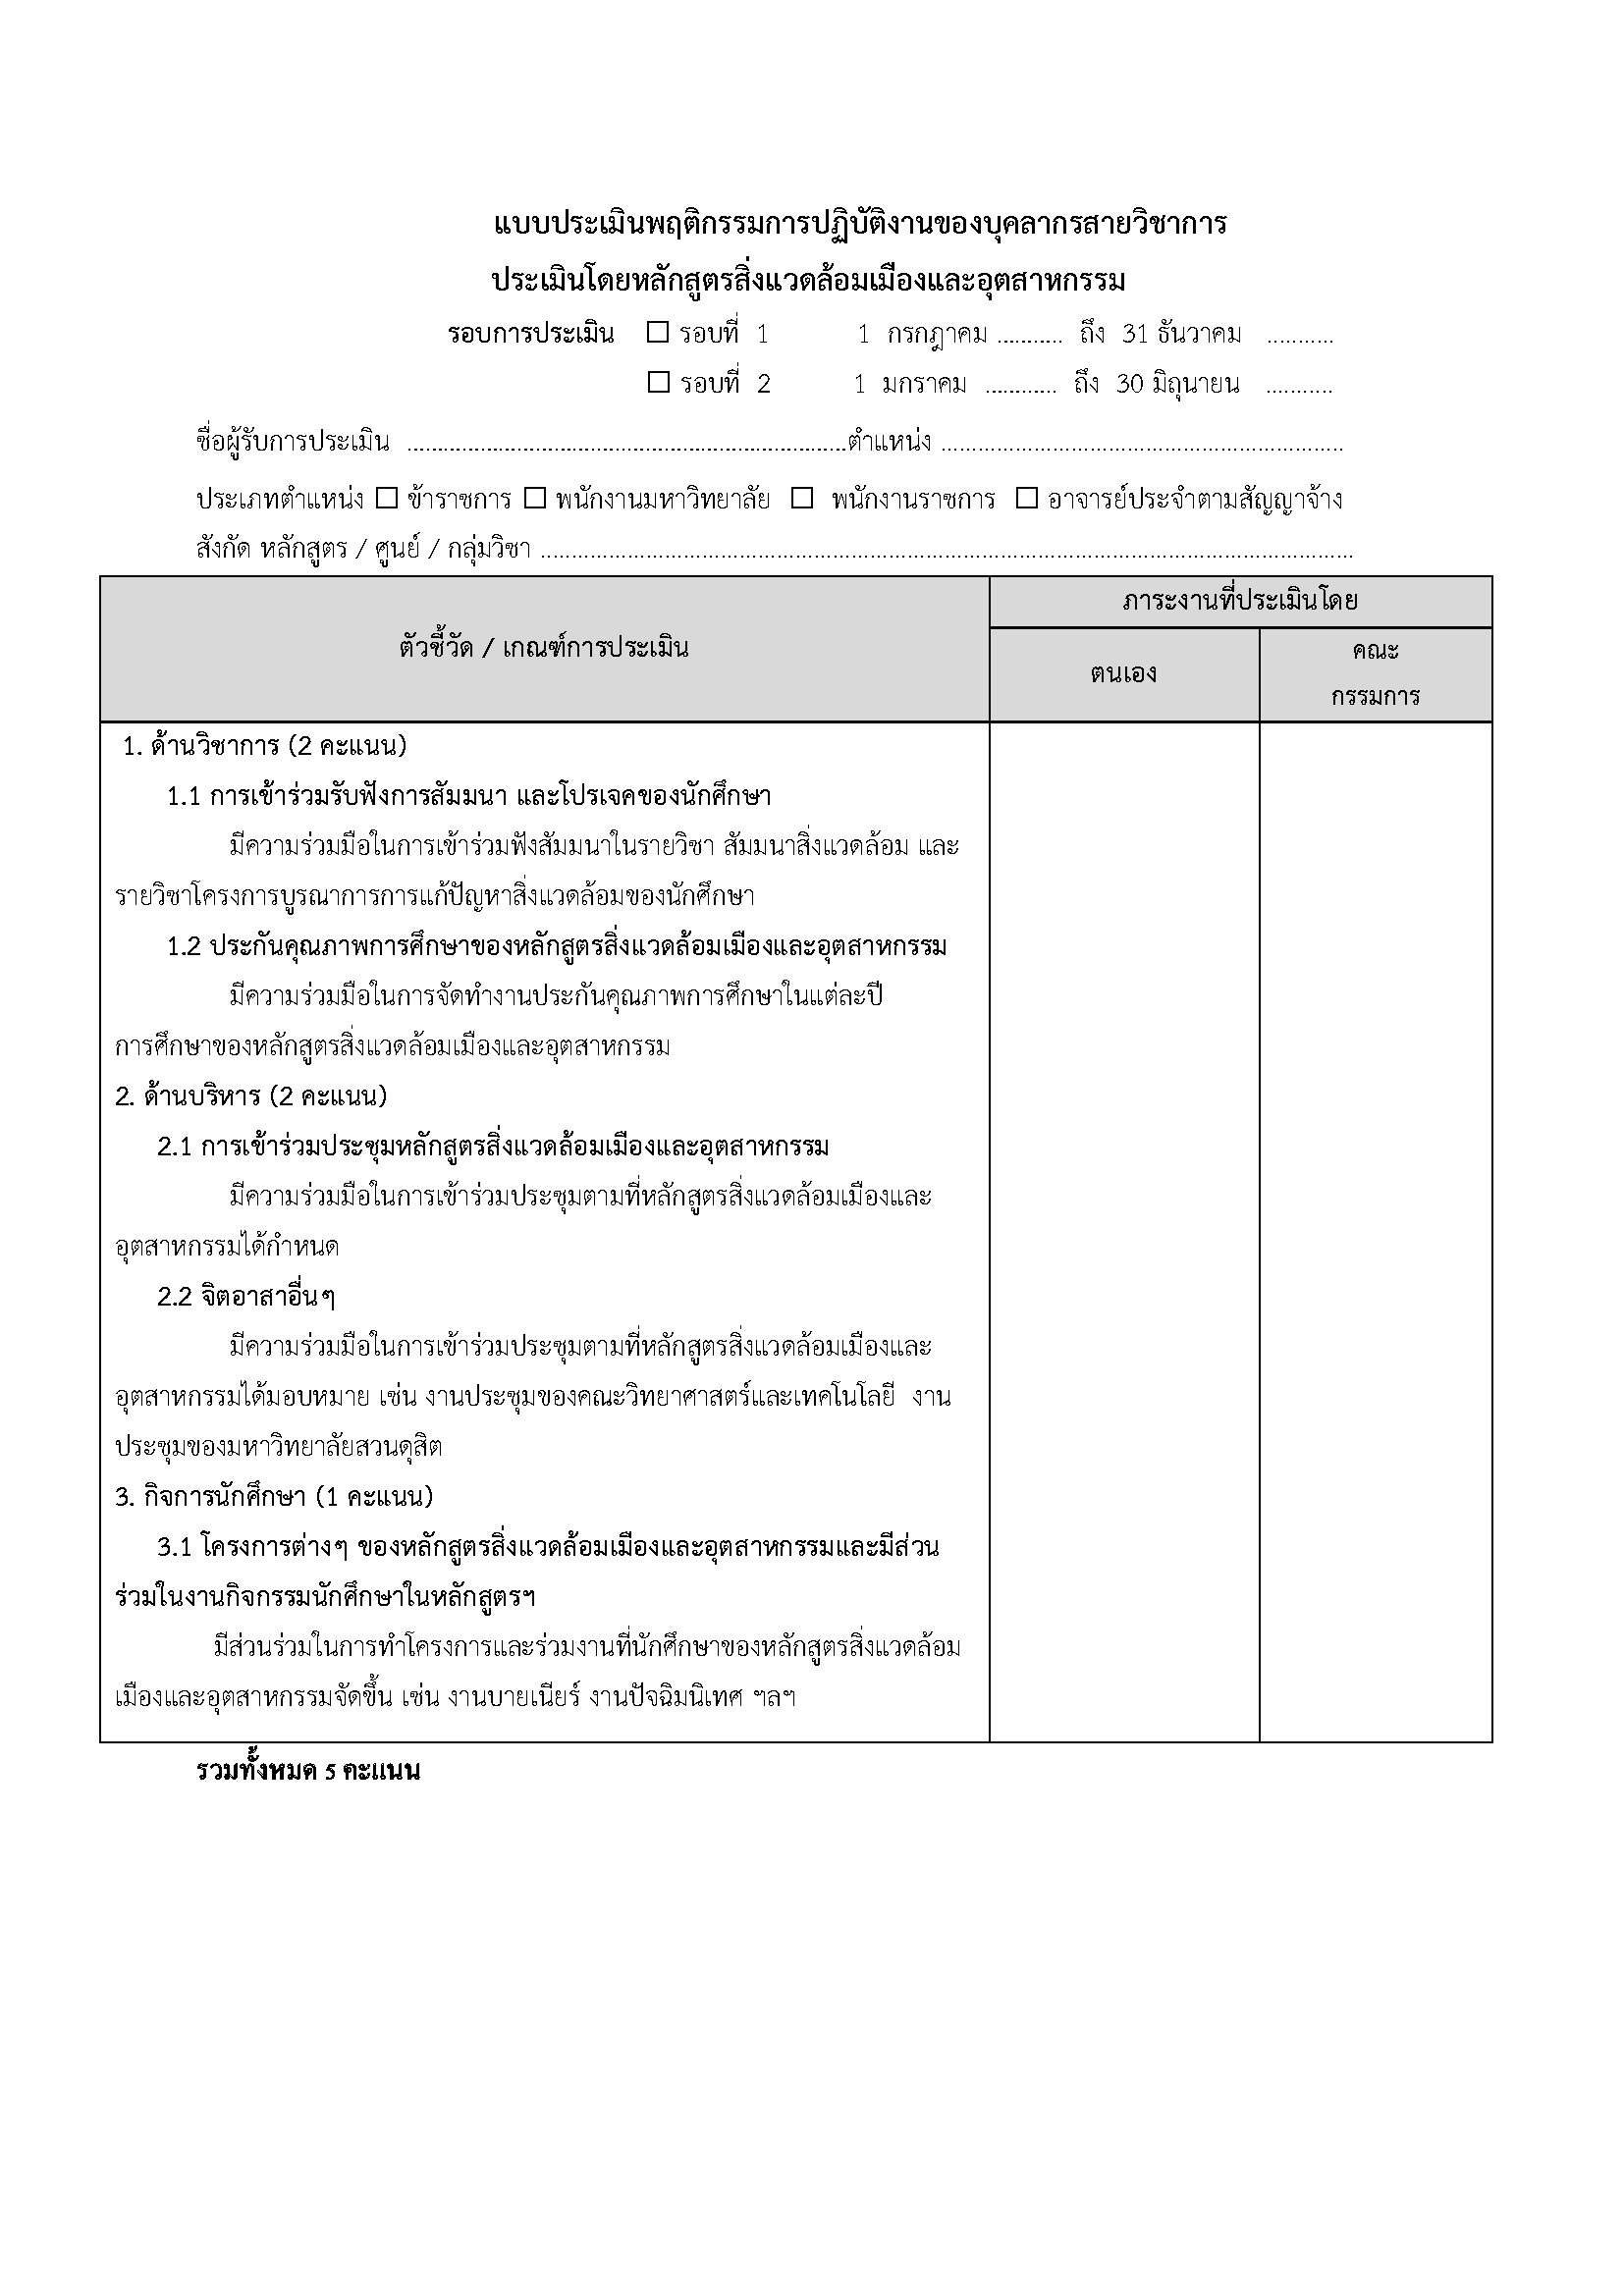 แบบประเมินพฤติกรรมการปฏิบัติงานของบุคลากรสายวิชาการ
ประเมินโดยหลักสูตรสิ่งแวดล้อมเมืองและอุตสาหกรรม
รอบการประเมิน ☐ รอบที่ 1 1 กรกฎาคม ........... ถึง 31 ธันวาคม ...........
☐ รอบที่ 2 1 มกราคม ............ ถึง 30 มิถุนายน ...........
ชื่อผู้รับการประเมิน ........................................................................ตำแหน่ง ..................................................................
ประเภทตำแหน่ง ☐ ข้าราชการ ☐ พนักงานมหาวิทยาลัย ☐ พนักงานราชการ ☐ อาจารย์ประจำตามสัญญาจ้าง
สังกัด หลักสูตร / ศูนย์ / กลุ่มวิชา ....................................................................................................................................
ตัวชี้วัด / เกณฑ์การประเมิน
ภาระงานที่ประเมินโดย
ตนเอง
คณะ
กรรมการ
1. ด้านวิชาการ (2 คะแนน)
1.1 การเข้าร่วมรับฟังการสัมมนา และโปรเจคของนักศึกษา
มีความร่วมมือในการเข้าร่วมฟังสัมมนาในรายวิชา สัมมนาสิ่งแวดล้อม และ
รายวิชาโครงการบูรณาการการแก้ปัญหาสิ่งแวดล้อมของนักศึกษา
1.2 ประกันคุณภาพการศึกษาของหลักสูตรสิ่งแวดล้อมเมืองและอุตสาหกรรม
มีความร่วมมือในการจัดทำงานประกันคุณภาพการศึกษาในแต่ละปี
การศึกษาของหลักสูตรสิ่งแวดล้อมเมืองและอุตสาหกรรม
2. ด้านบริหาร (2 คะแนน)
2.1 การเข้าร่วมประชุมหลักสูตรสิ่งแวดล้อมเมืองและอุตสาหกรรม
มีความร่วมมือในการเข้าร่วมประชุมตามที่หลักสูตรสิ่งแวดล้อมเมืองและ
อุตสาหกรรมได้กำหนด
2.2 จิตอาสาอื่นๆ
มีความร่วมมือในการเข้าร่วมประชุมตามที่หลักสูตรสิ่งแวดล้อมเมืองและ
อุตสาหกรรมได้มอบหมาย เช่น งานประชุมของคณะวิทยาศาสตร์และเทคโนโลยี งาน
ประชุมของมหาวิทยาลัยสวนดุสิต
3. กิจการนักศึกษา (1 คะแนน)
3.1 โครงการต่างๆ ของหลักสูตรสิ่งแวดล้อมเมืองและอุตสาหกรรมและมีส่วน
ร่วมในงานกิจกรรมนักศึกษาในหลักสูตรฯ
มีส่วนร่วมในการทำโครงการและร่วมงานที่นักศึกษาของหลักสูตรสิ่งแวดล้อม
เมืองและอุตสาหกรรมจัดขึ้น เช่น งานบายเนียร์ งานปัจฉิมนิเทศ ฯลฯ
รวมทั้งหมด 5 คะแนน